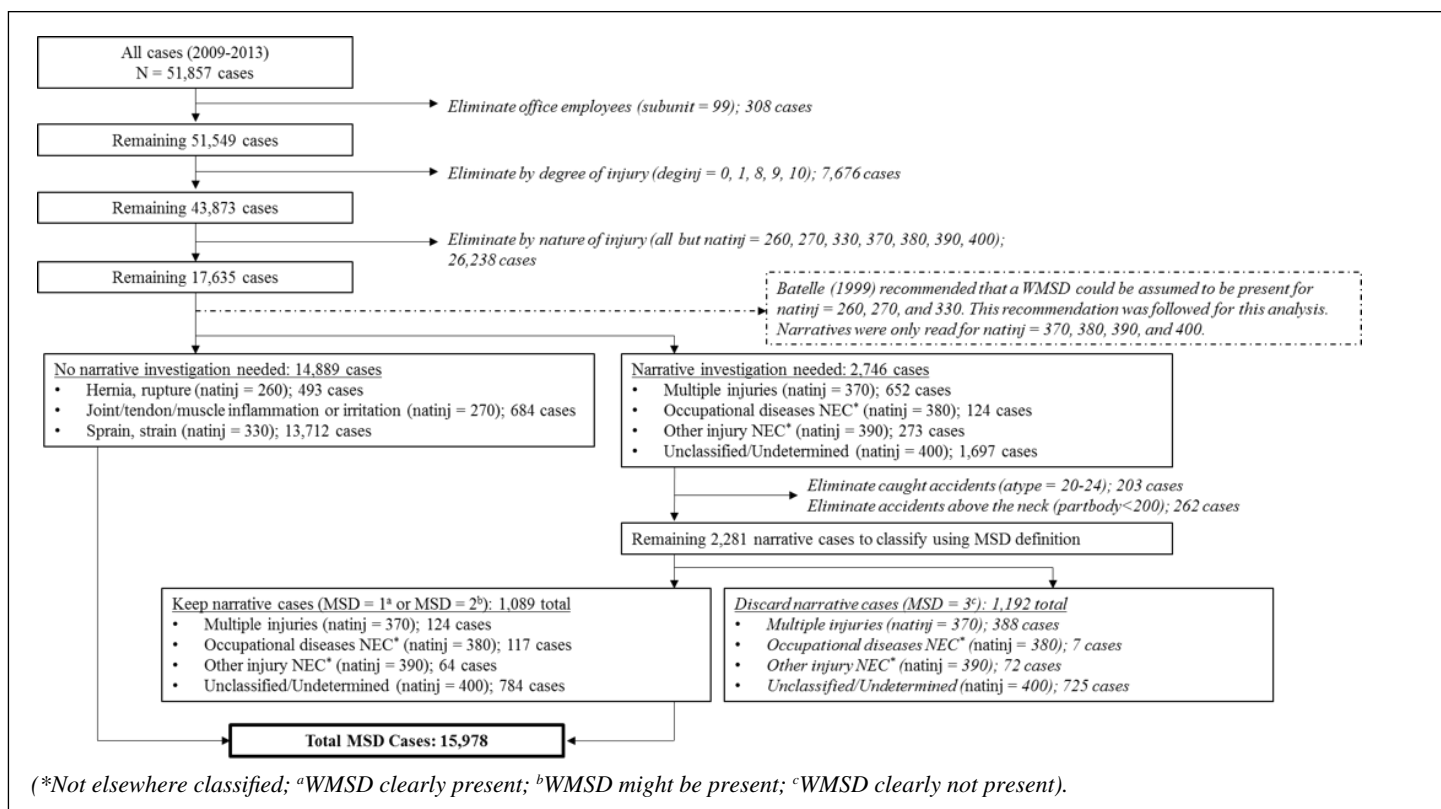 All cases (2009-2013)
N = 51,857 cases
Eliminate office employees (subunit = 99); 308 cases
Remaining 51,549 cases
Eliminate by degree of injury (deginj = 0, 1, 8, 9, 10); 7,676 cases
Remaining 43,873 cases
Eliminate by nature of injury (all but natinj = 260, 270, 330, 370, 380, 390, 400);
26,238 cases
Remaining 17,635 cases
Batelle (1999) recommended that a WMSD could be assumed to be present for
natinj = 260, 270, and 330. This recommendation was followed for this analysis.
Narratives were only read for natinj = 370, 380, 390, and 400.
No narrative investigation needed: 14,889 cases
• Hernia, rupture (natinj = 260); 493 cases
• Joint/tendon/muscle inflammation or irritation (natinj = 270); 684 cases
• Sprain, strain (natinj = 330); 13,712 cases
Narrative investigation needed: 2,746 cases
• Multiple injuries (natinj = 370); 652 cases
• Occupational diseases NEC* (natinj = 380); 124 cases
• Other injury NEC* (natinj = 390); 273 cases
• Unclassified/Undetermined (natinj = 400); 1,697 cases
Eliminate caught accidents (atype = 20-24); 203 cases
Eliminate accidents above the neck (partbody<200); 262 cases
Remaining 2,281 narrative cases to classify using MSD definition
Keep narrative cases (MSD = 1ᵃ or MSD = 2ᵇ): 1,089 total
• Multiple injuries (natinj = 370); 124 cases
• Occupational diseases NEC* (natinj = 380); 117 cases
• Other injury NEC* (natinj = 390); 64 cases
• Unclassified/Undetermined (natinj = 400); 784 cases
Discard narrative cases (MSD = 3ᶜ): 1,192 total
• Multiple injuries (natinj = 370); 388 cases
• Occupational diseases NEC* (natinj = 380); 7 cases
• Other injury NEC* (natinj = 390); 72 cases
• Unclassified/Undetermined (natinj = 400); 725 cases
Total MSD Cases: 15,978
(*Not elsewhere classified; ᵃWMSD clearly present; ᵇWMSD might be present; ᶜWMSD clearly not present).